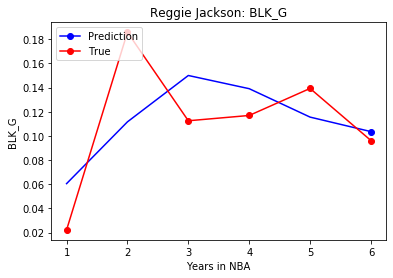 Reggie Jackson: BLK_G
Prediction
True
BLK_G
0.18
0.16
0.14
0.12
0.10
0.08
0.06
0.04
0.02
1 2 3 4 5 6
Years in NBA